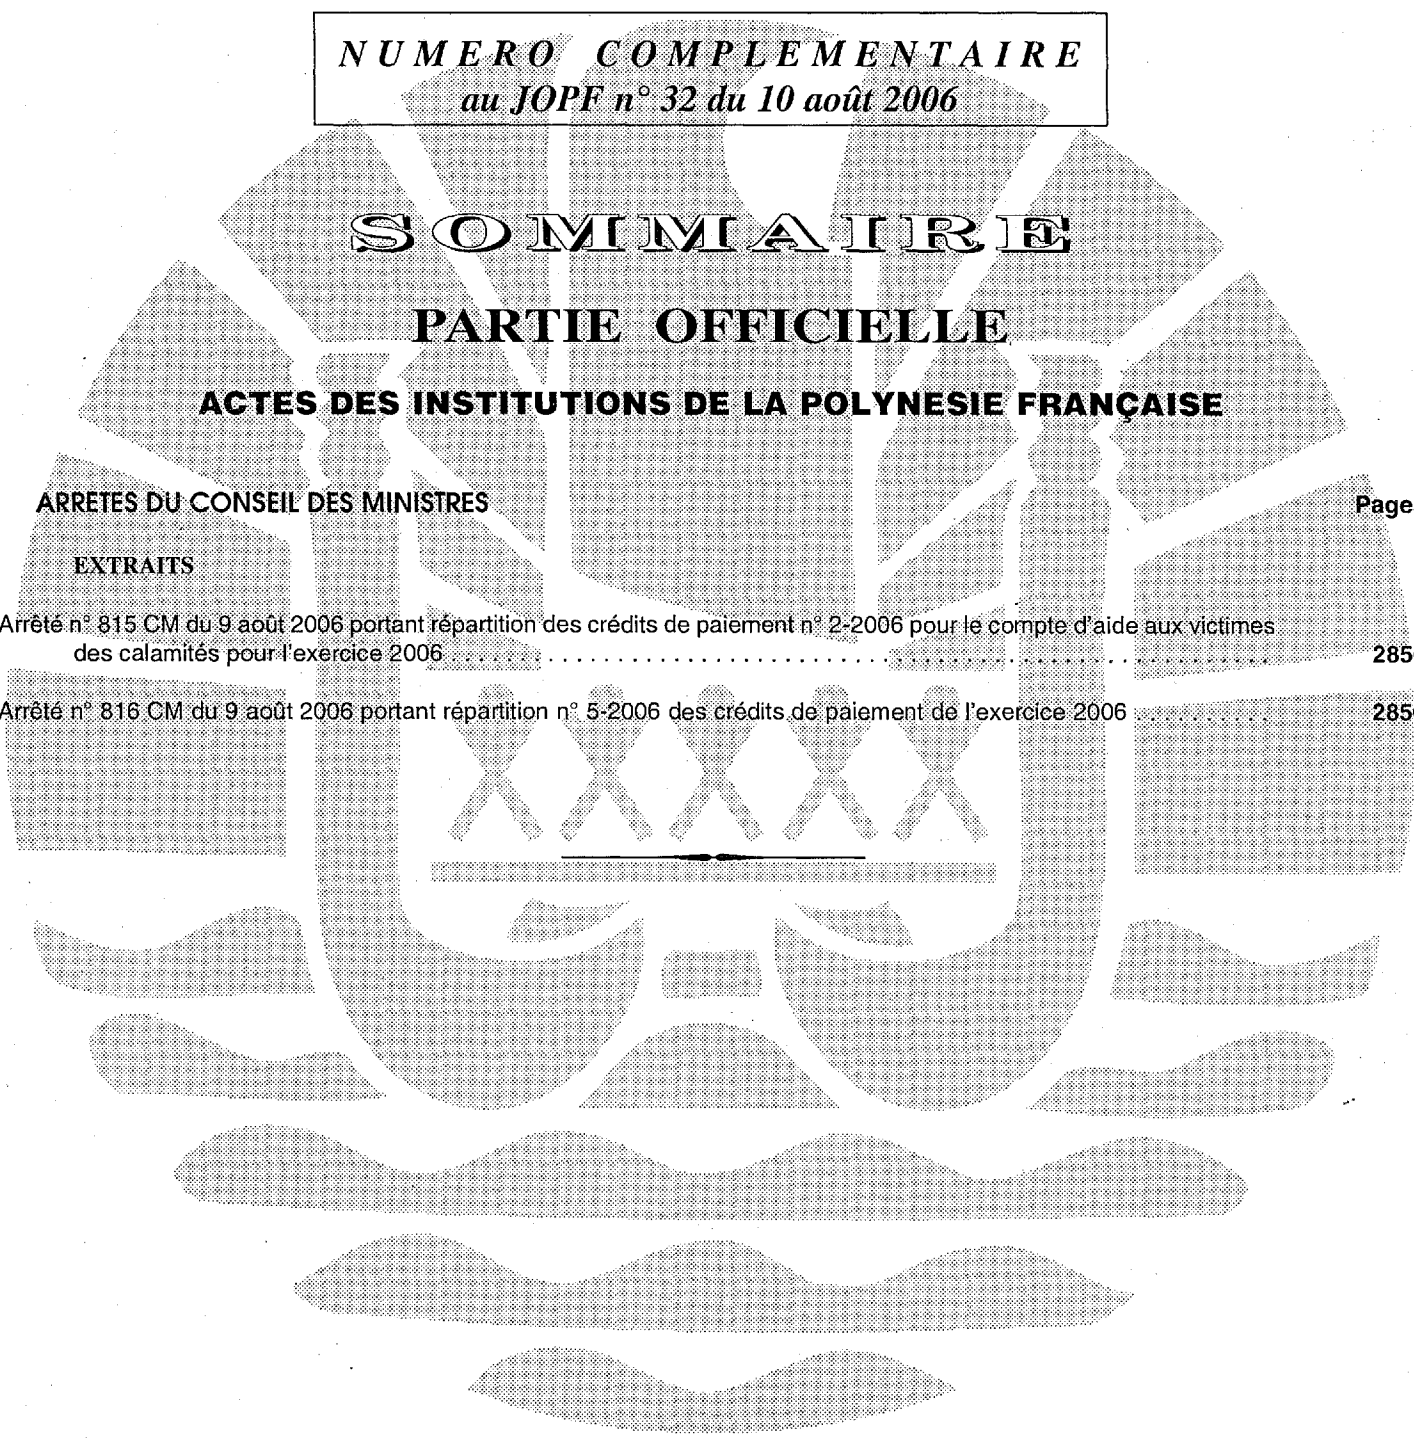 NUMERO COMPLEMENTAIRE
au JOPF n° 32 du 10 août 2006
SOMMAIRE
PARTIE OFFICIELLE
ACTES DES INSTITUTIONS DE LA POLYNESIE FRANÇAISE
ARRETES DU CONSEIL DES MINISTRES Page
EXTRAITS
Arrêté n° 815 CM du 9 août 2006 portant répartition des crédits de paiement n° 2-2006 pour le compte d'aide aux victimes
des calamités pour l'exercice 2006 . . . . . . . . . . . . . . . . . . . . . . . . . . . . . . . . . . . . . . . . . . . . . . . . . .
Arrêté n° 816 CM du 9 août 2006 portant répartition n° 5-2006 des crédits de paiement de l'exercice 2006 . . . . . . . . . .